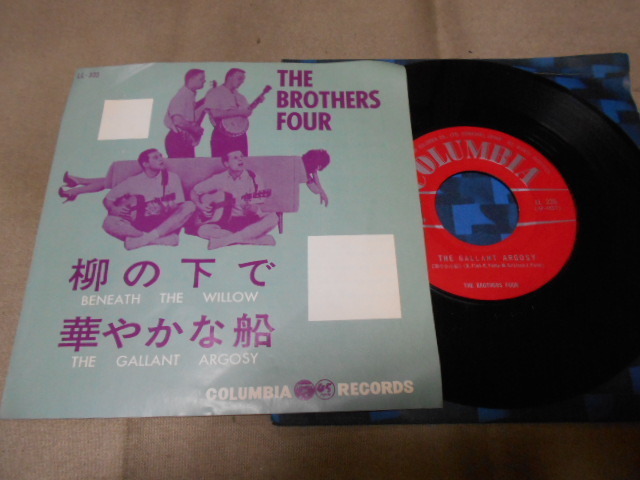 THE
BROTHERS
FOUR
柳の下で
BENEATH THE WILLOW
華やかな船
THE GALLANT ARGOSY
COLUMBIA RECORDS
COLUMBIA
THE GALLANT ARGOSY
THE BROTHERS FOUR